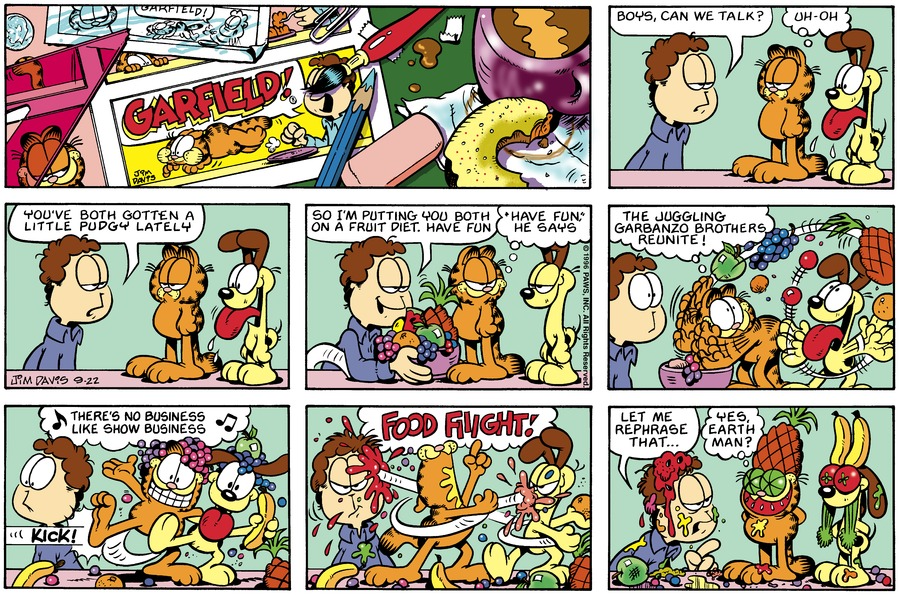 GARFIELD!
GARFIELD!
JIM
DAVIS
BOYS, CAN WE TALK?
UH-OH
YOU'VE BOTH GOTTEN A
LITTLE PUDGY LATELY
JIM DAVIS 9·22
SO I'M PUTTING YOU BOTH
ON A FRUIT DIET. HAVE FUN
"HAVE FUN,"
HE SAYS
© 1996 PAWS, INC. All Rights Reserved.
THE JUGGLING
GARBANZO BROTHERS
REUNITE!
THERE'S NO BUSINESS
LIKE SHOW BUSINESS
KICK!
FOOD FIIGHT!
LET ME
REPHRASE
THAT...
YES,
EARTH
MAN?